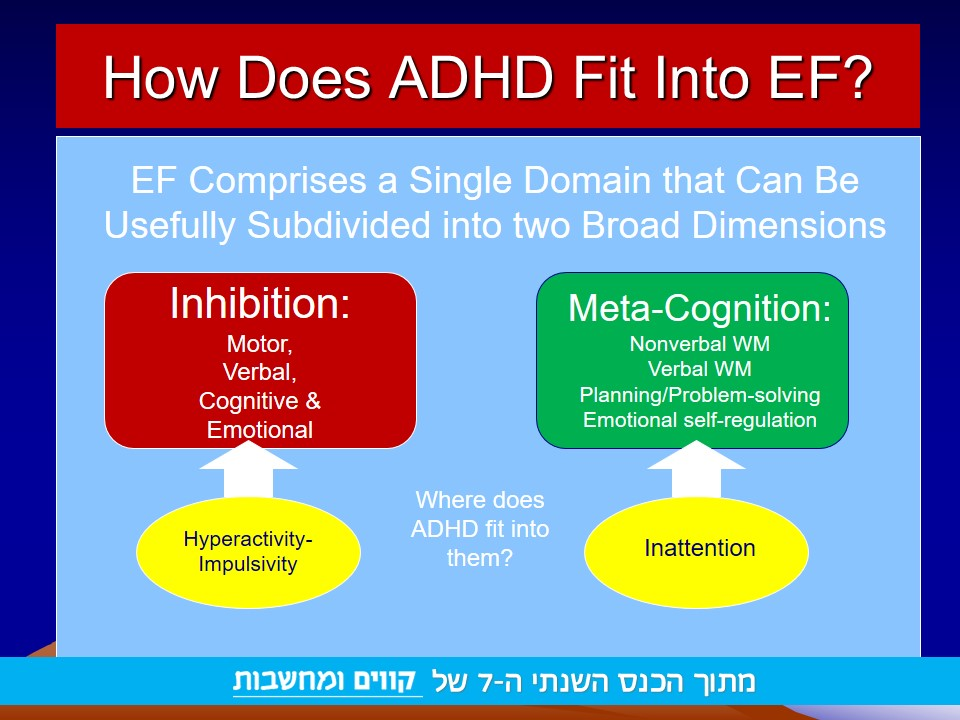 How Does ADHD Fit Into EF?
EF Comprises a Single Domain that Can Be
Usefully Subdivided into two Broad Dimensions
Inhibition:
Motor,
Verbal,
Cognitive &
Emotional
Meta-Cognition:
Nonverbal WM
Verbal WM
Planning/Problem-solving
Emotional self-regulation
Hyperactivity-
Impulsivity
Where does
ADHD fit into
them?
Inattention
מתוך הכנס השנתי ה-7 של קווים ומחשבות